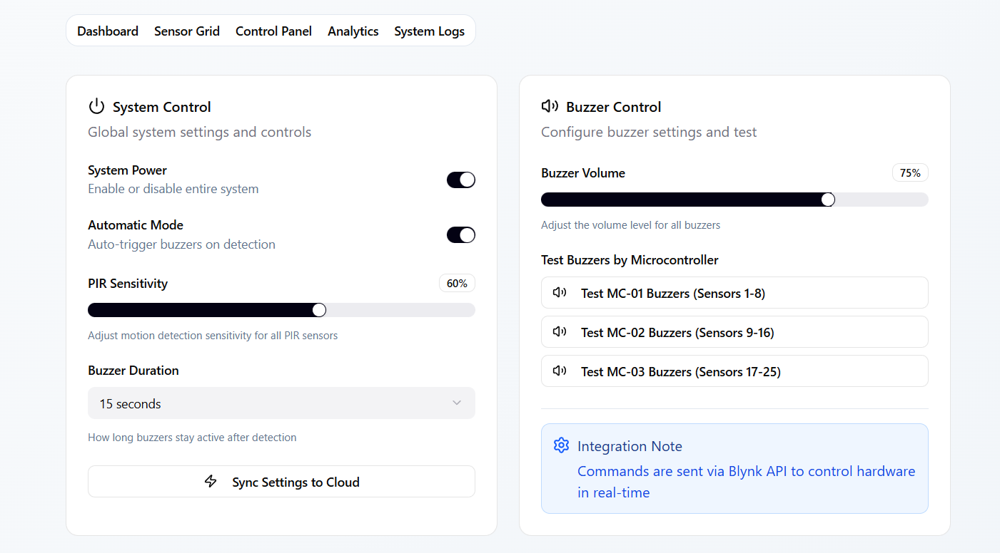 Dashboard Sensor Grid Control Panel Analytics System Logs
System Control
Global system settings and controls
System Power
Enable or disable entire system
Automatic Mode
Auto-trigger buzzers on detection
PIR Sensitivity 60%
Adjust motion detection sensitivity for all PIR sensors
Buzzer Duration
15 seconds
How long buzzers stay active after detection
Sync Settings to Cloud
Buzzer Control
Configure buzzer settings and test
Buzzer Volume 75%
Adjust the volume level for all buzzers
Test Buzzers by Microcontroller
Test MC-01 Buzzers (Sensors 1-8)
Test MC-02 Buzzers (Sensors 9-16)
Test MC-03 Buzzers (Sensors 17-25)
Integration Note
Commands are sent via Blynk API to control hardware
in real-time